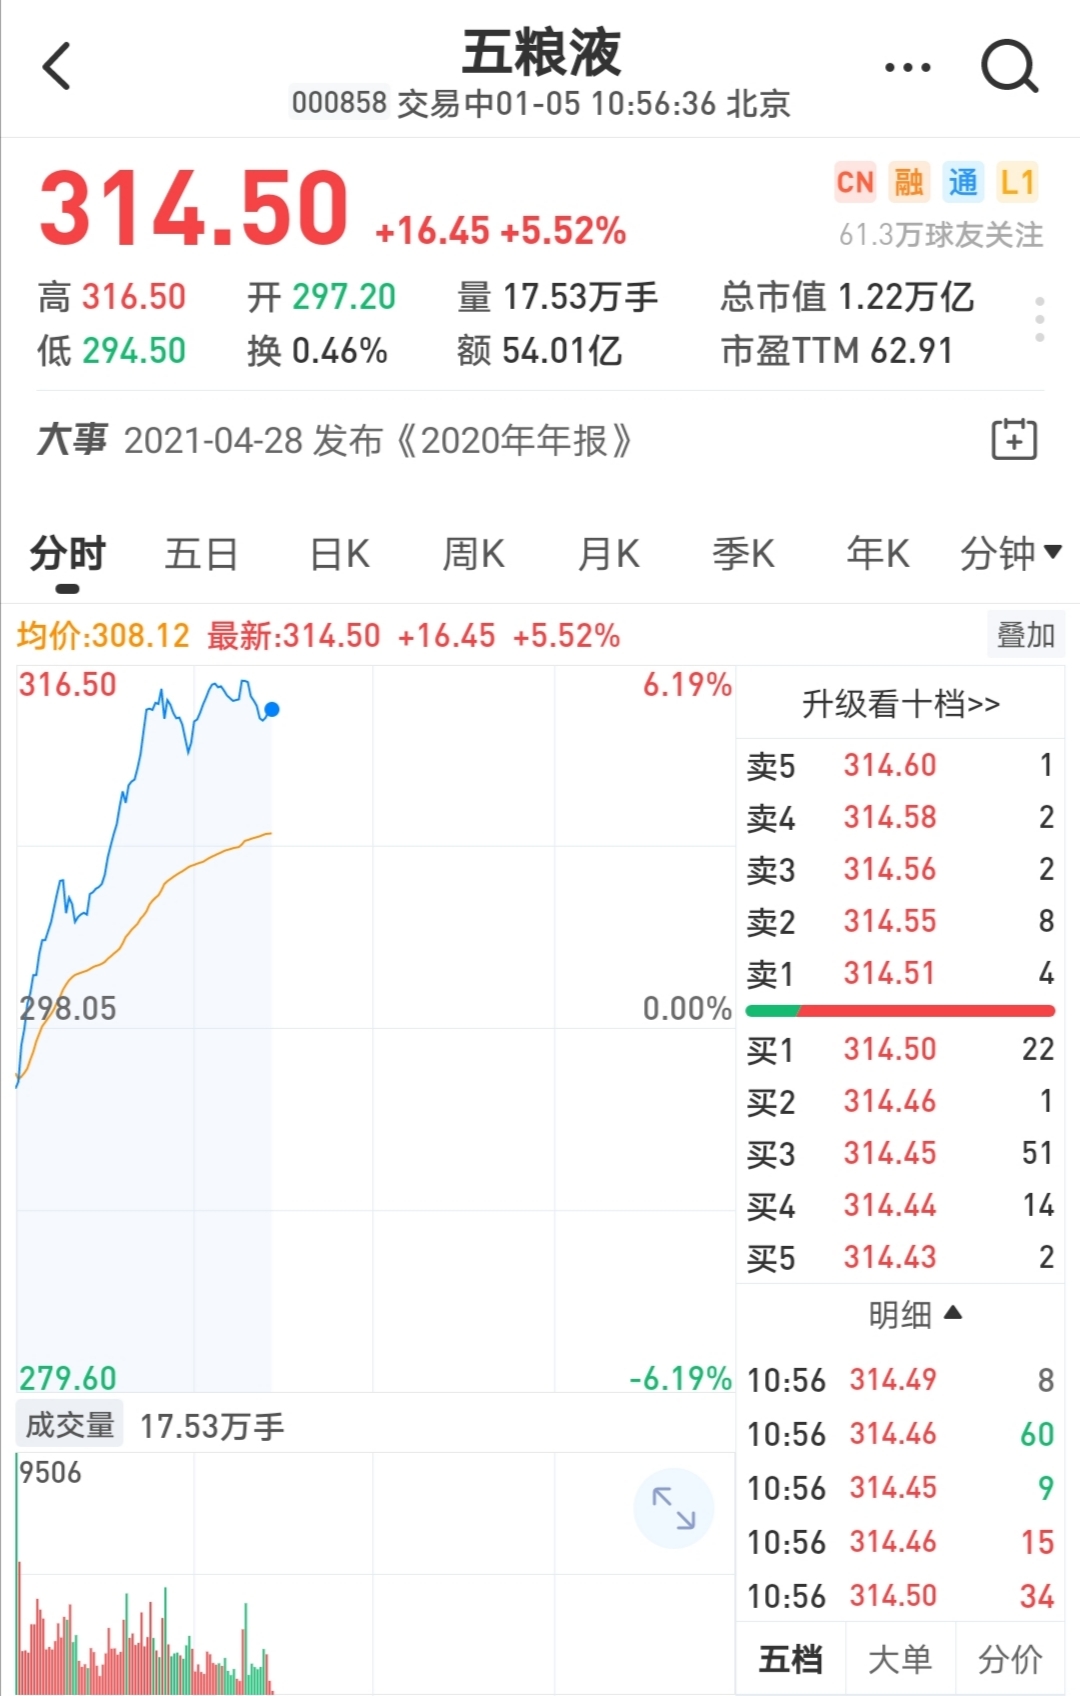 五粮液
000858 交易中01-05 10:56:36 北京
314.50 +16.45 +5.52%
CN 融 通 L1
61.3万球友关注
高 316.50 开 297.20 量 17.53万手 总市值 1.22万亿
低 294.50 换 0.46% 额 54.01亿 市盈TTM 62.91
大事 2021-04-28 发布《2020年年报》
分时 五日 日K 周K 月K 季K 年K 分钟
均价:308.12 最新:314.50 +16.45 +5.52% 叠加
316.50 6.19%
298.05 0.00%
279.60 -6.19%
成交量 17.53万手
9506
升级看十档>>
卖5 314.60 1
卖4 314.58 2
卖3 314.56 2
卖2 314.55 8
卖1 314.51 4
买1 314.50 22
买2 314.46 1
买3 314.45 51
买4 314.44 14
买5 314.43 2
明细
10:56 314.49 8
10:56 314.46 60
10:56 314.45 9
10:56 314.46 15
10:56 314.50 34
五档 大单 分价